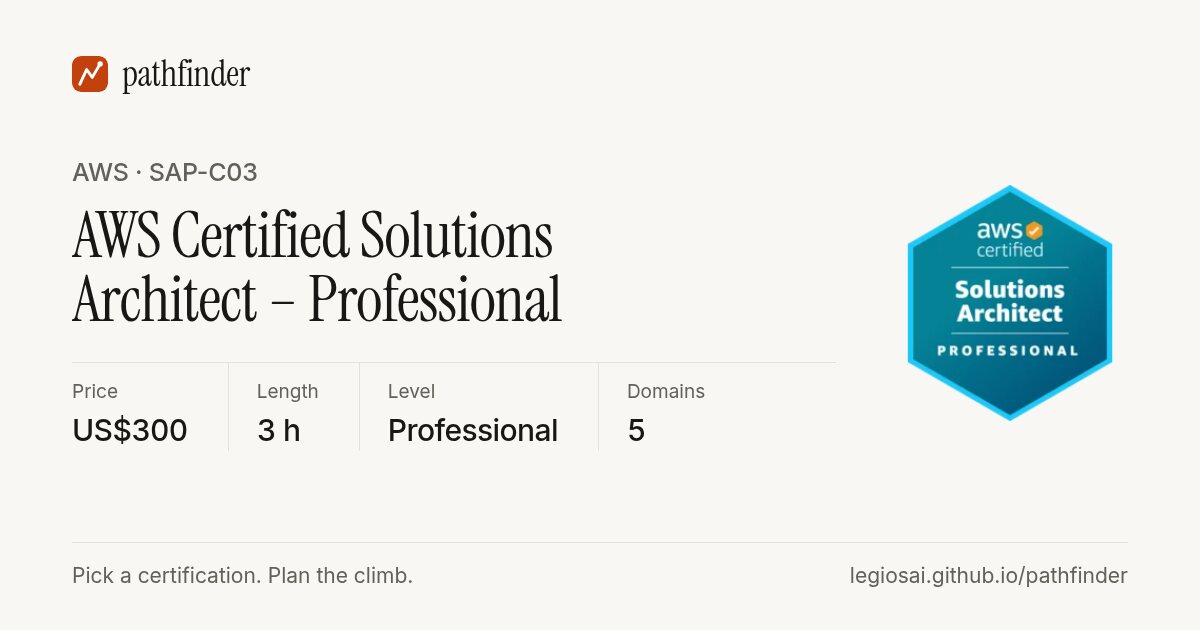 pathfinder
AWS · SAP-C03
AWS Certified Solutions
Architect – Professional
Price
US$300
Length
3 h
Level
Professional
Domains
5
aws
certified
Solutions
Architect
PROFESSIONAL
Pick a certification. Plan the climb.
legiosai.github.io/pathfinder